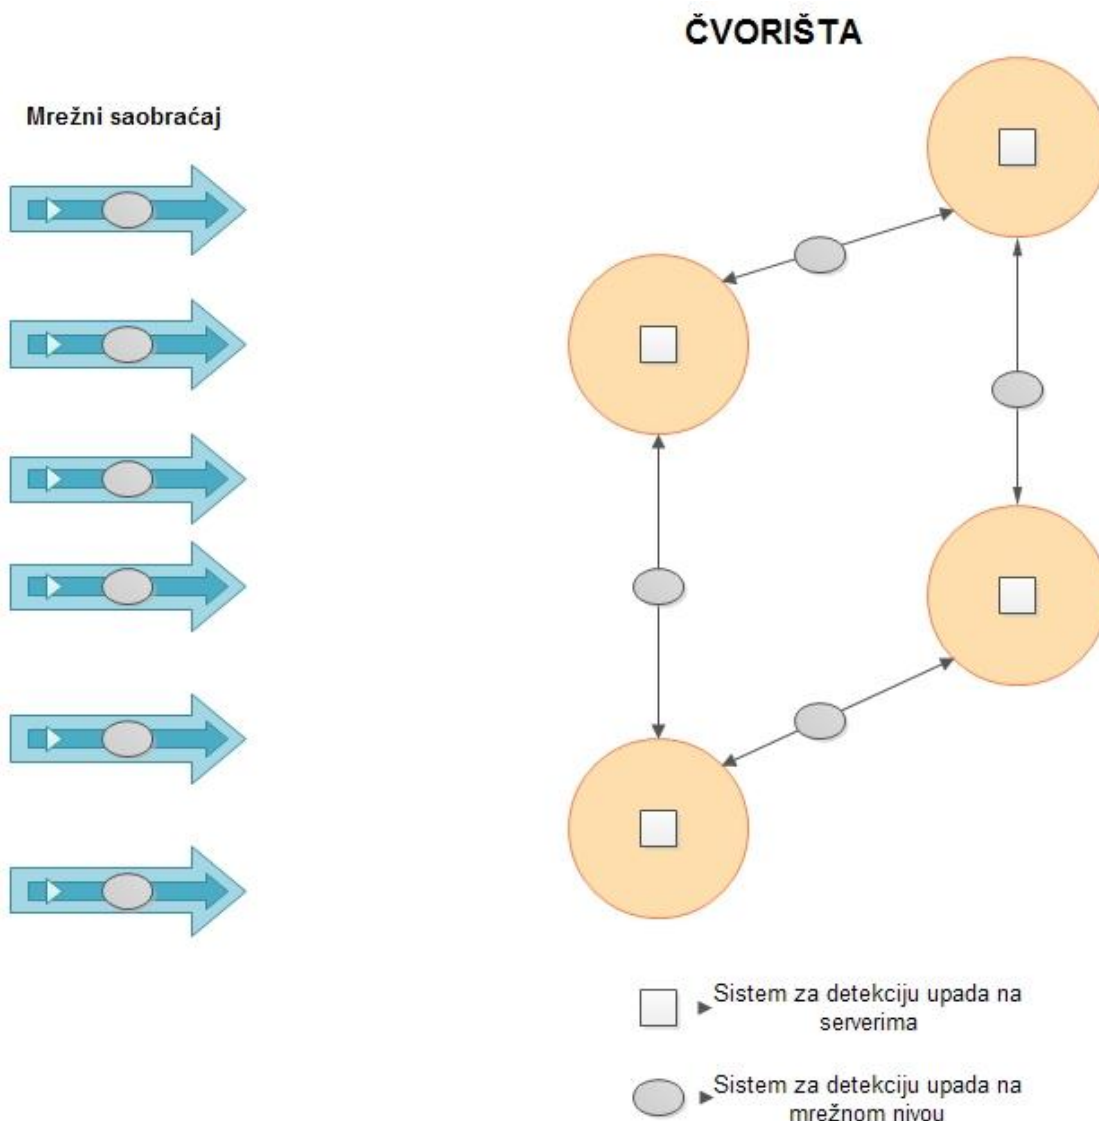 ČVORIŠTA
Mrežni saobraćaj
Sistem za detekciju upada na
serverima
Sistem za detekciju upada na
mrežnom nivou